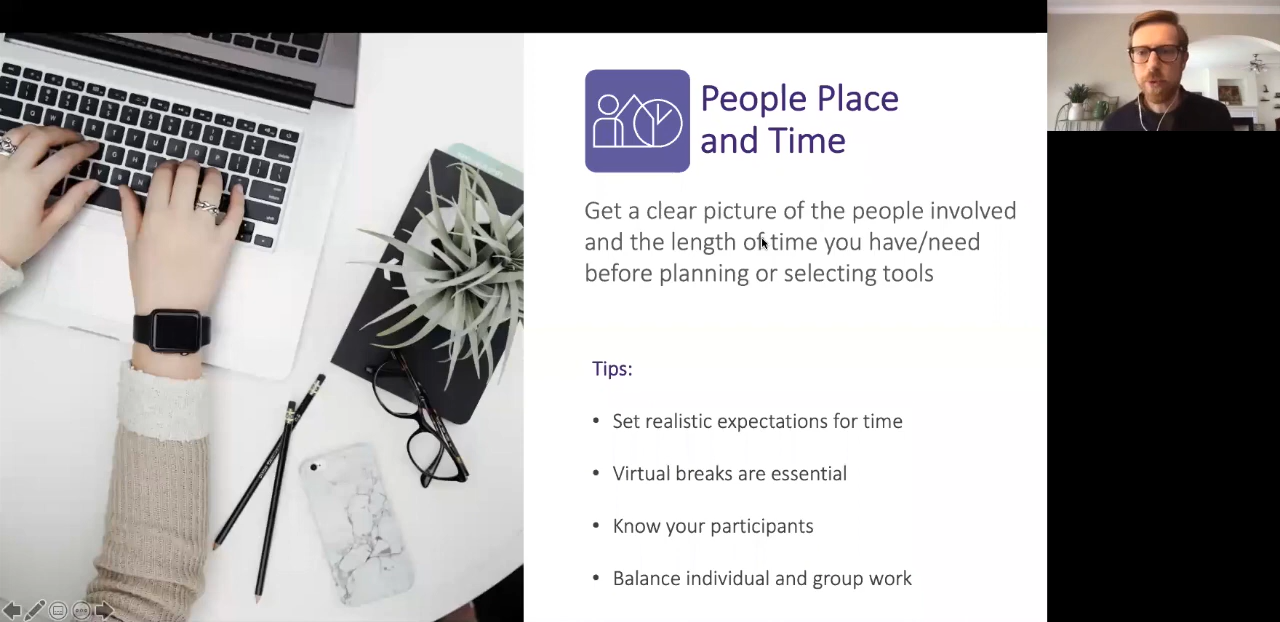 People Place
and Time
Get a clear picture of the people involved
and the length of time you have/need
before planning or selecting tools
Tips:
• Set realistic expectations for time
• Virtual breaks are essential
• Know your participants
• Balance individual and group work